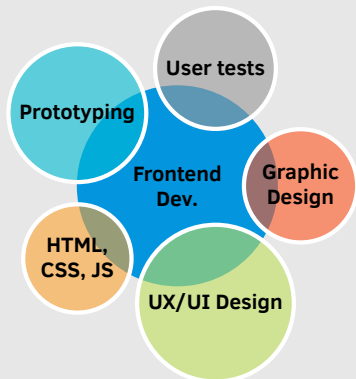 User tests
Prototyping
Frontend
Dev.
Graphic
Design
HTML,
CSS, JS
UX/UI Design